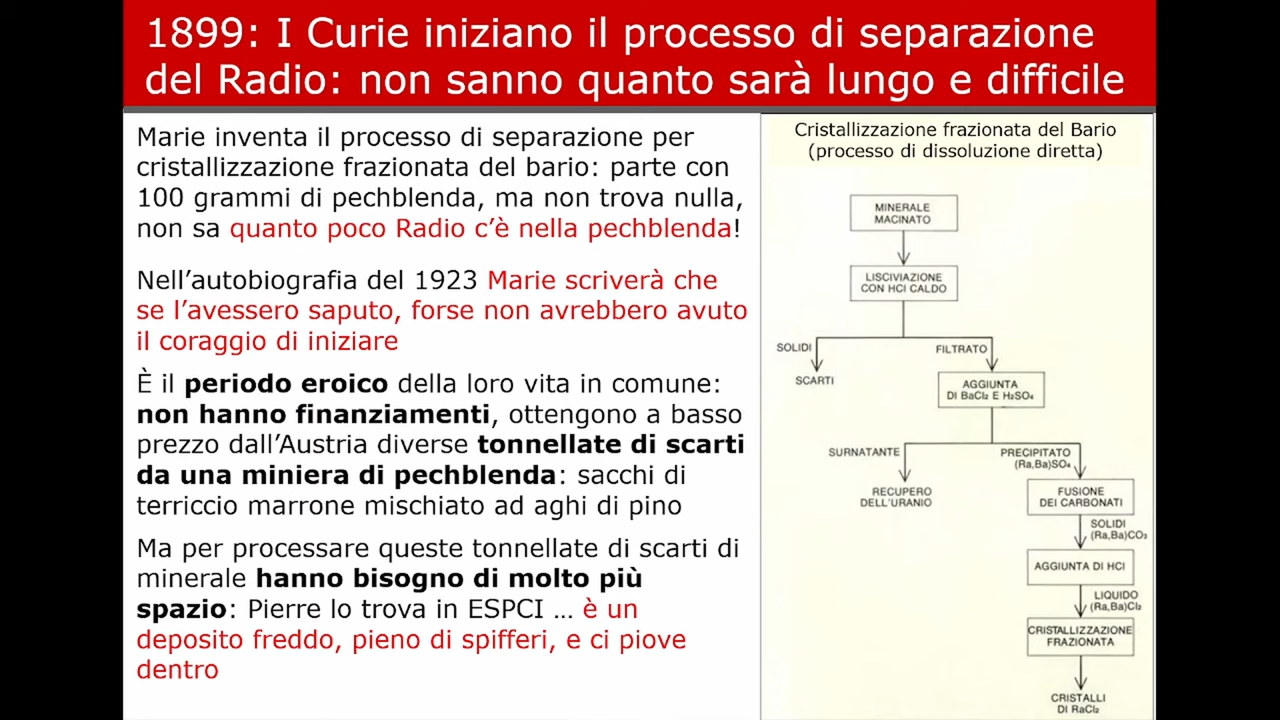 1899: I Curie iniziano il processo di separazione
del Radio: non sanno quanto sarà lungo e difficile
Marie inventa il processo di separazione per
cristallizzazione frazionata del bario: parte con
100 grammi di pechblenda, ma non trova nulla,
non sa quanto poco Radio c’è nella pechblenda!
Nell’autobiografia del 1923 Marie scriverà che
se l’avessero saputo, forse non avrebbero avuto
il coraggio di iniziare
È il periodo eroico della loro vita in comune:
non hanno finanziamenti, ottengono a basso
prezzo dall’Austria diverse tonnellate di scarti
da una miniera di pechblenda: sacchi di
terriccio marrone mischiato ad aghi di pino
Ma per processare queste tonnellate di scarti di
minerale hanno bisogno di molto più
spazio: Pierre lo trova in ESPCI … è un
deposito freddo, pieno di spifferi, e ci piove
dentro
Cristallizzazione frazionata del Bario
(processo di dissoluzione diretta)
MINERALE
MACINATO
LISCIVIAZIONE
CON HCl CALDO
SOLIDI
FILTRATO
SCARTI
AGGIUNTA
DI BaCl₂ E H₂SO₄
SURNATANTE
PRECIPITATO
(Ra,Ba)SO₄
RECUPERO
DELL'URANIO
FUSIONE
DEI CARBONATI
SOLIDI
(Ra,Ba)CO₃
AGGIUNTA DI HCl
LIQUIDO
(Ra,Ba)Cl₂
CRISTALLIZZAZIONE
FRAZIONATA
CRISTALLI
DI RaCl₂